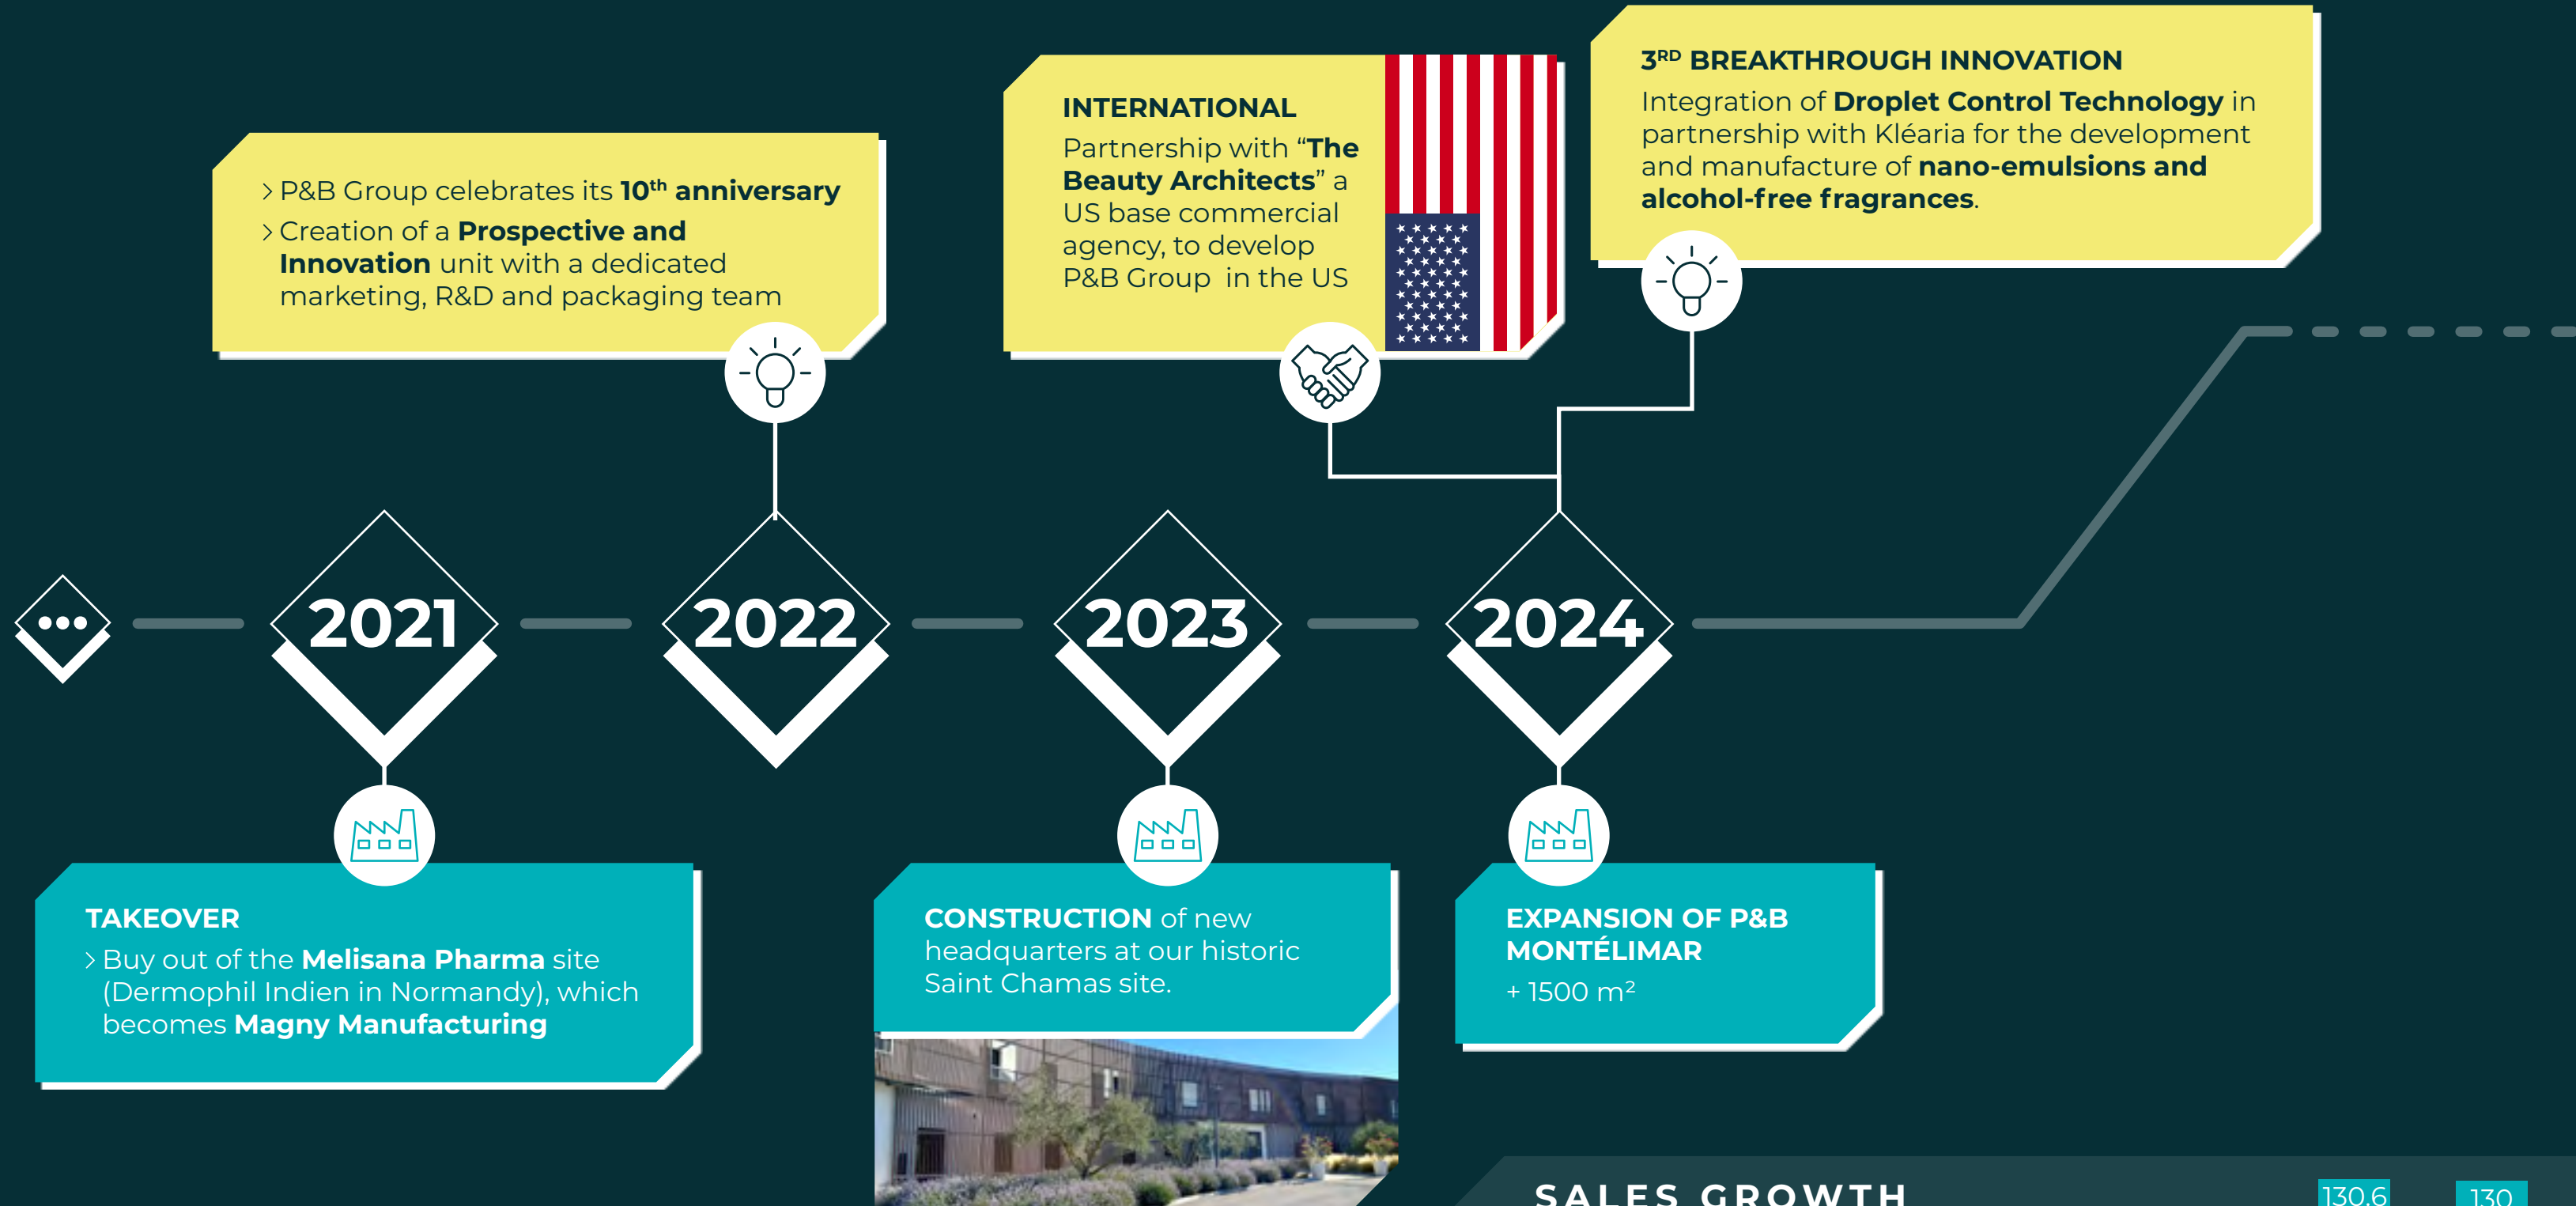 > P&B Group celebrates its 10th anniversary
> Creation of a Prospective and
Innovation unit with a dedicated
marketing, R&D and packaging team
INTERNATIONAL
Partnership with “The
Beauty Architects” a
US base commercial
agency, to develop
P&B Group in the US
3RD BREAKTHROUGH INNOVATION
Integration of Droplet Control Technology in
partnership with Kléaria for the development
and manufacture of nano-emulsions and
alcohol-free fragrances.
2021
2022
2023
2024
TAKEOVER
> Buy out of the Melisana Pharma site
(Dermophil Indien in Normandy), which
becomes Magny Manufacturing
CONSTRUCTION of new
headquarters at our historic
Saint Chamas site.
EXPANSION OF P&B
MONTÉLIMAR
+ 1500 m²
SALES GROWTH
130.6
130